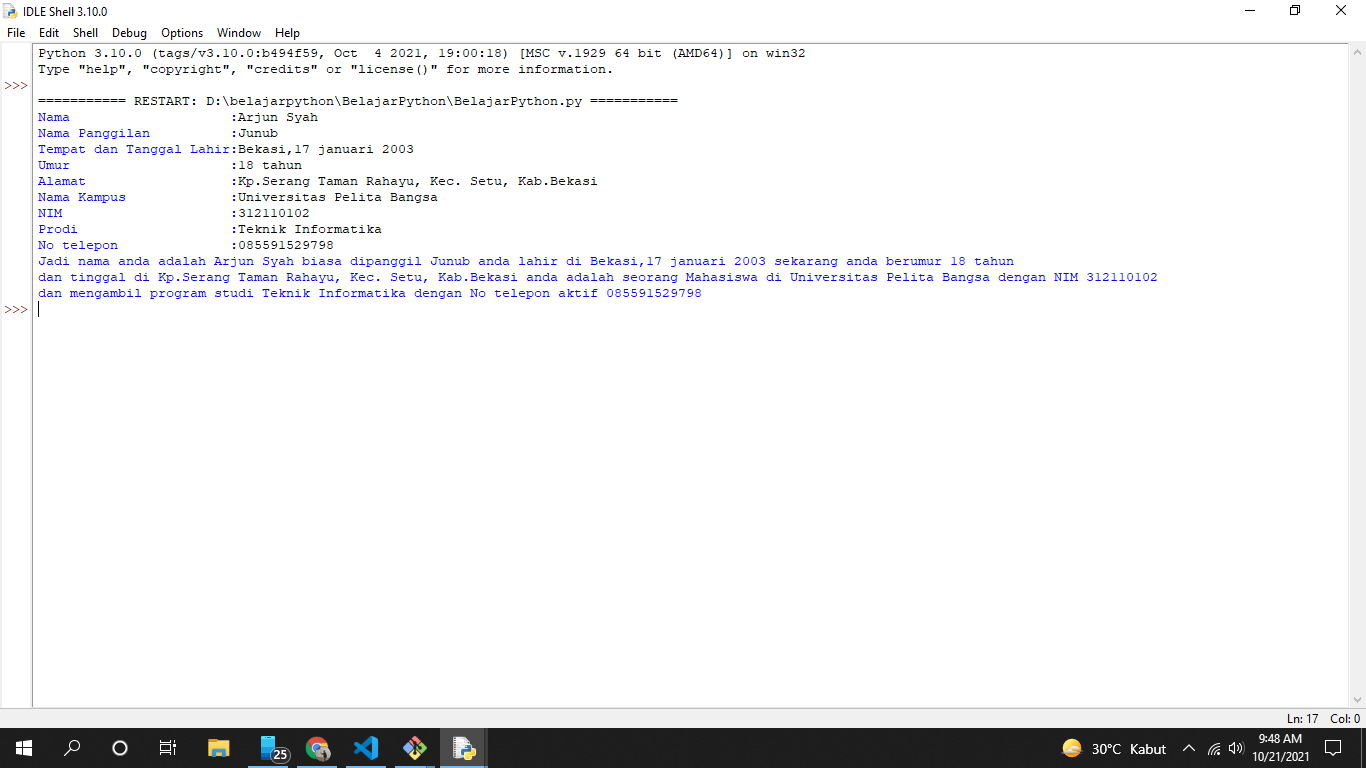 IDLE Shell 3.10.0
File Edit Shell Debug Options Window Help
Python 3.10.0 (tags/v3.10.0:b494f59, Oct  4 2021, 19:00:18) [MSC v.1929 64 bit (AMD64)] on win32
Type "help", "copyright", "credits" or "license()" for more information.
>>>
=========== RESTART: D:\belajarpython\BelajarPython\BelajarPython.py ===========
Nama                    :Arjun Syah
Nama Panggilan          :Junub
Tempat dan Tanggal Lahir:Bekasi,17 januari 2003
Umur                    :18 tahun
Alamat                  :Kp.Serang Taman Rahayu, Kec. Setu, Kab.Bekasi
Nama Kampus             :Universitas Pelita Bangsa
NIM                     :312110102
Prodi                   :Teknik Informatika
No telepon              :085591529798
Jadi nama anda adalah Arjun Syah biasa dipanggil Junub anda lahir di Bekasi,17 januari 2003 sekarang anda berumur 18 tahun
dan tinggal di Kp.Serang Taman Rahayu, Kec. Setu, Kab.Bekasi anda adalah seorang Mahasiswa di Universitas Pelita Bangsa dengan NIM 312110102
dan mengambil program studi Teknik Informatika dengan No telepon aktif 085591529798
>>>
Ln: 17 Col: 0
25
30°C Kabut
9:48 AM
10/21/2021